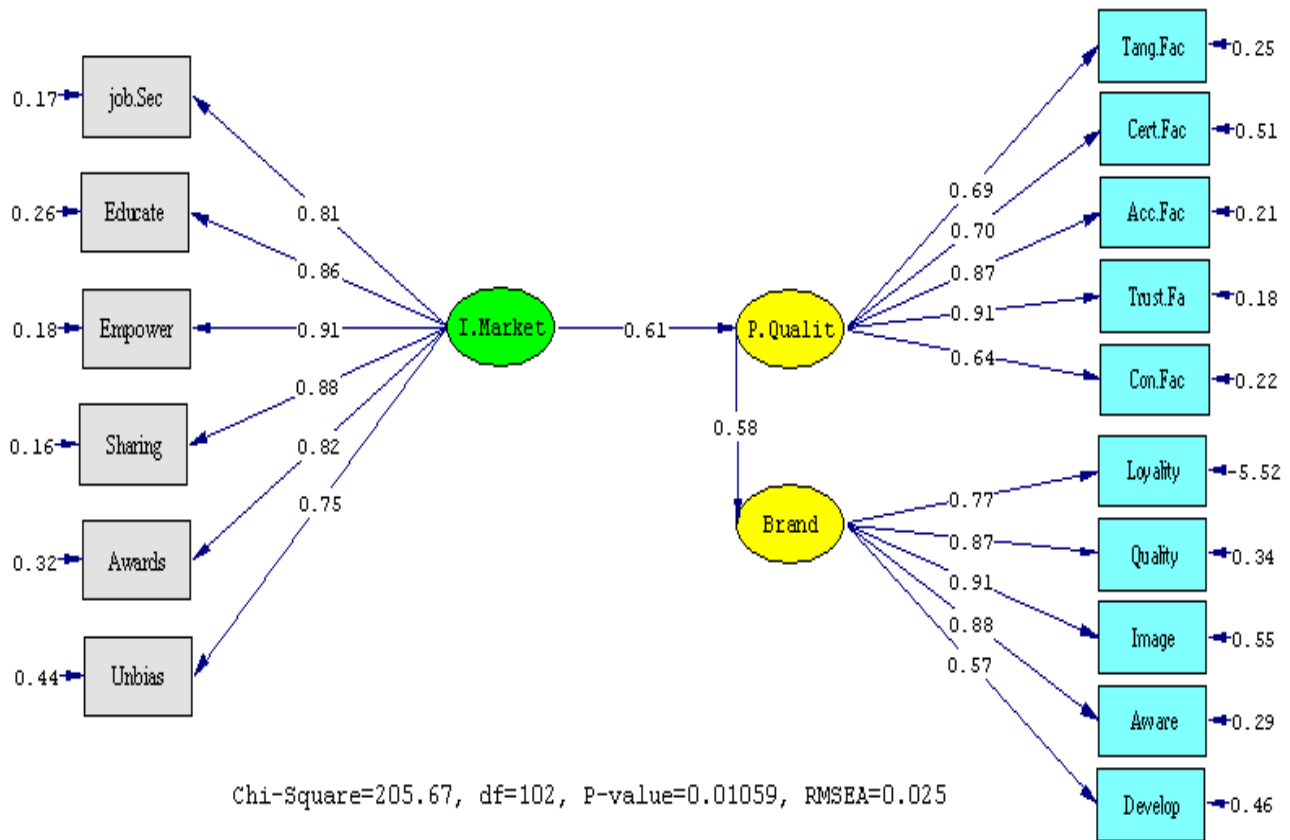 0.17
job.Sec
0.26
Educate
0.18
Empower
0.16
Sharing
0.32
Awards
0.44
Unbias
0.81
0.86
0.91
0.88
0.82
0.75
I.Market
0.61
P.Qualit
0.58
Brand
0.69
0.70
0.87
0.91
0.64
0.77
0.87
0.91
0.88
0.57
Tang.Fac
0.25
Cert.Fac
0.51
Acc.Fac
0.21
Trust.Fa
0.18
Con.Fac
0.22
Loyality
-5.52
Quality
0.34
Image
0.55
Aware
0.29
Develop
0.46
Chi-Square=205.67, df=102, P-value=0.01059, RMSEA=0.025